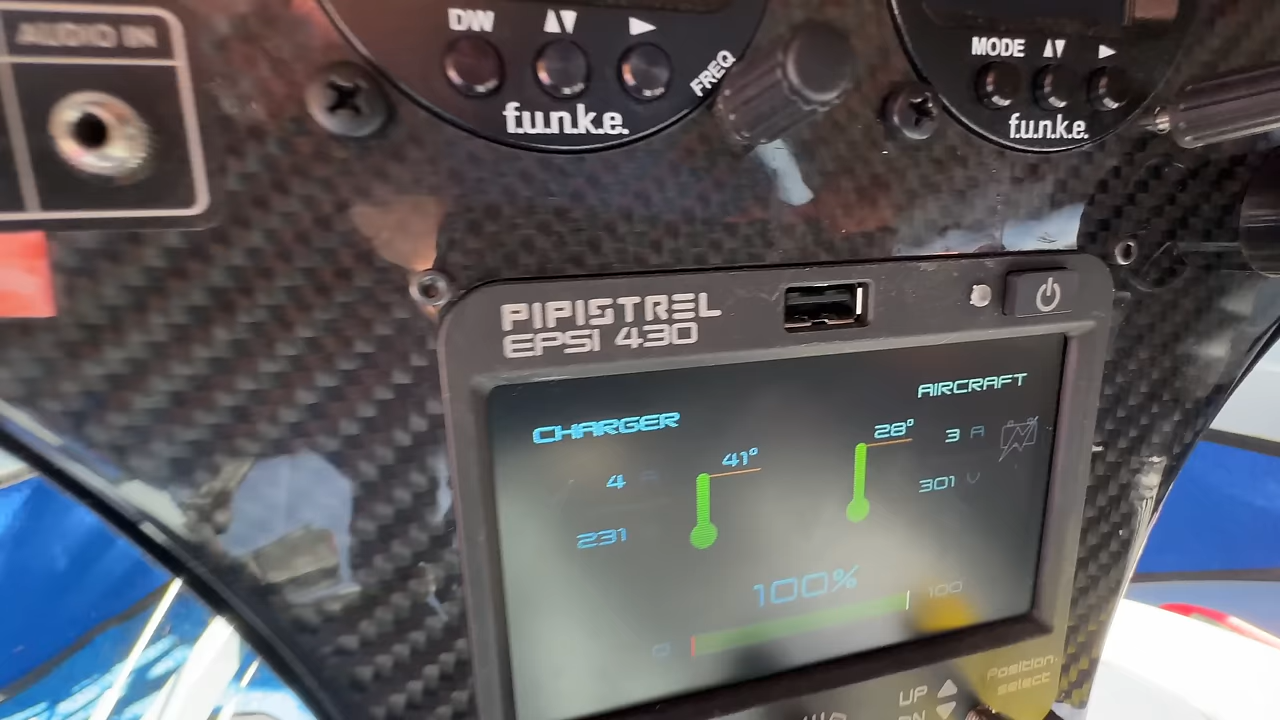 AUDIO IN
DW
FREQ
f.u.n.k.e.
MODE
f.u.n.k.e.
PIPISTREL
EPSI 430
AIRCRAFT
CHARGER
28° 3 A
41°
4 A
301 V
231
100%
100
0
Position
select
UP
DN